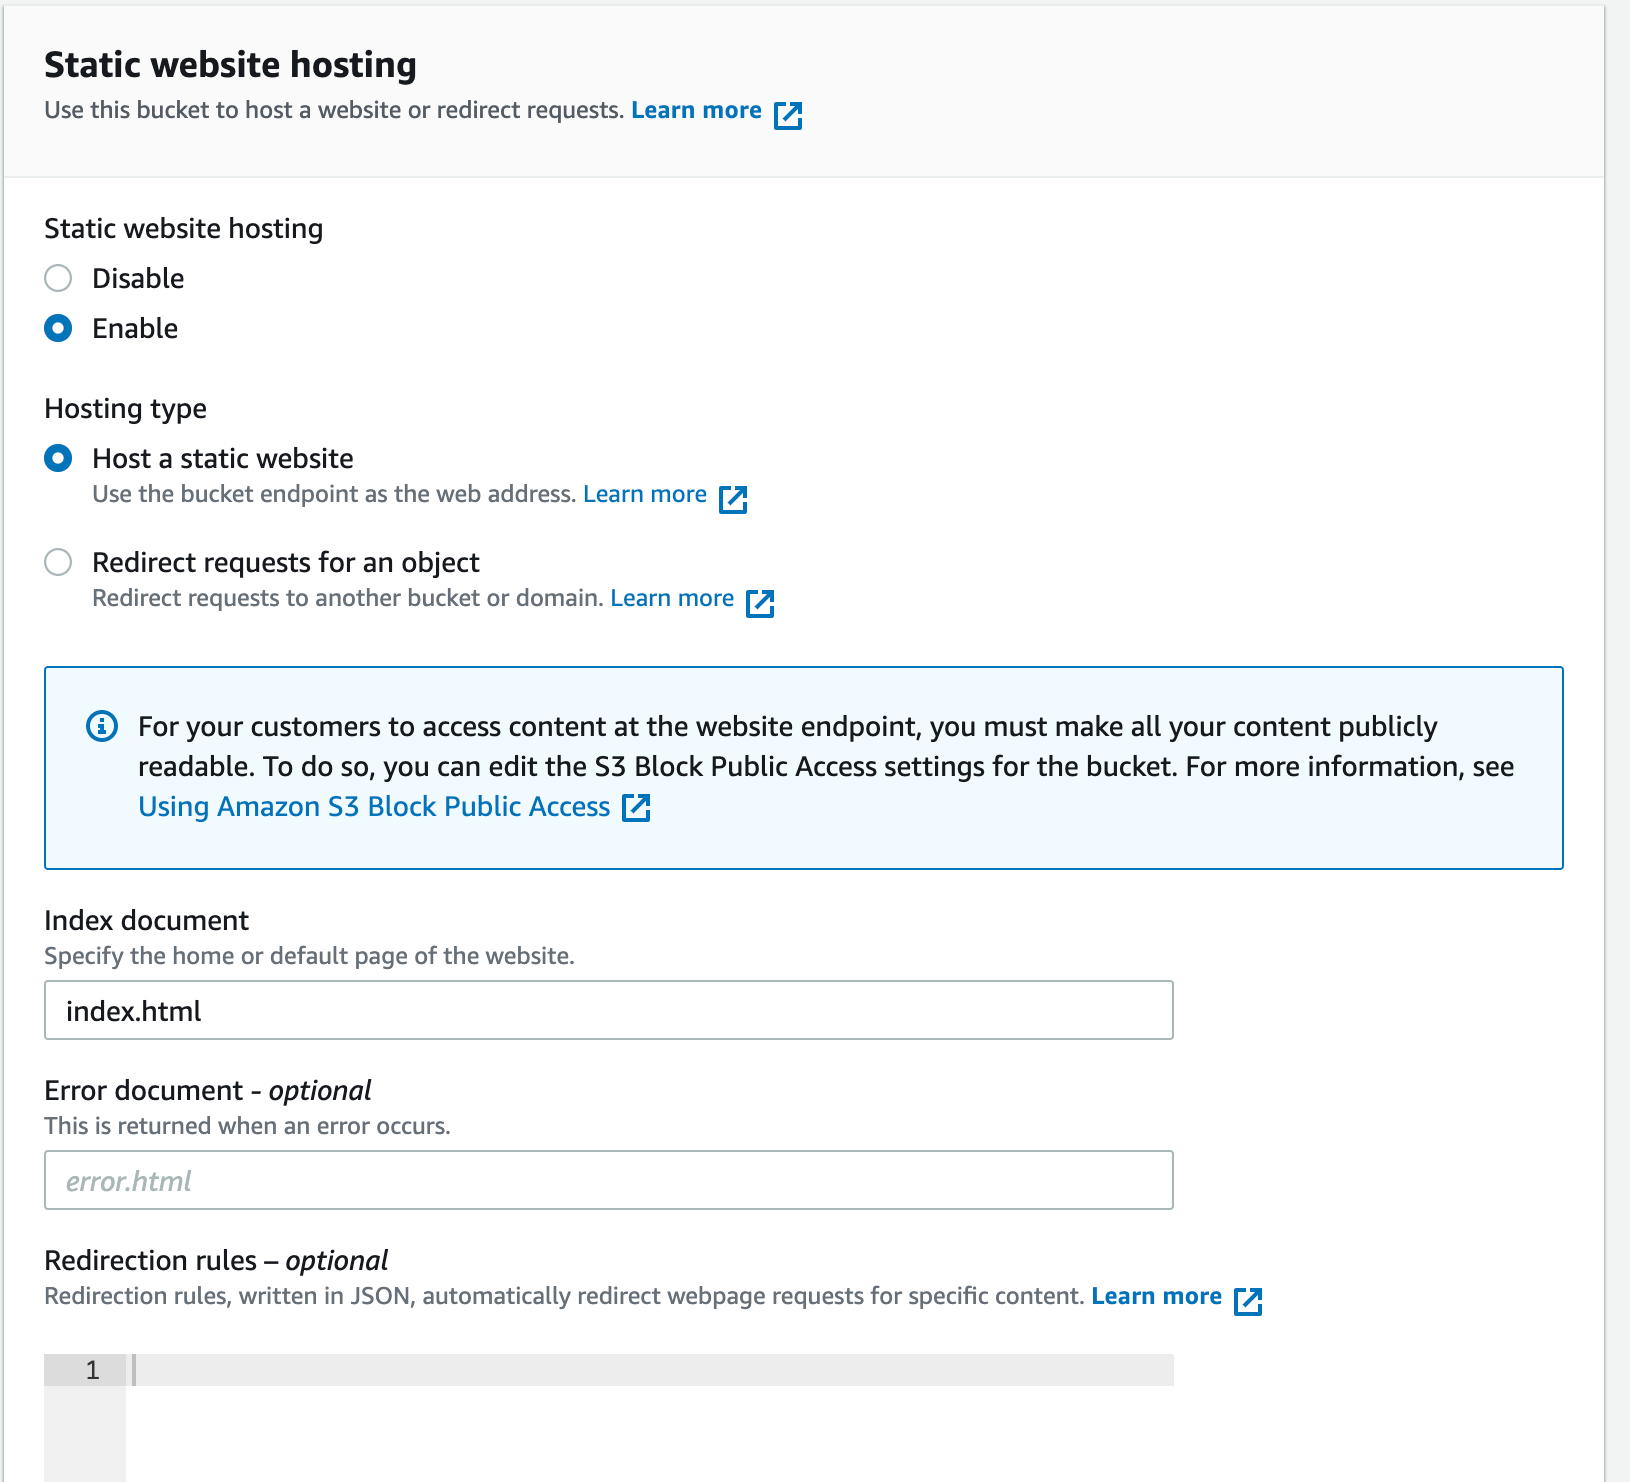 Static website hosting
Use this bucket to host a website or redirect requests. Learn more
Static website hosting
Disable
Enable
Hosting type
Host a static website
Use the bucket endpoint as the web address. Learn more
Redirect requests for an object
Redirect requests to another bucket or domain. Learn more
For your customers to access content at the website endpoint, you must make all your content publicly
readable. To do so, you can edit the S3 Block Public Access settings for the bucket. For more information, see
Using Amazon S3 Block Public Access
Index document
Specify the home or default page of the website.
index.html
Error document - optional
This is returned when an error occurs.
error.html
Redirection rules – optional
Redirection rules, written in JSON, automatically redirect webpage requests for specific content. Learn more
1